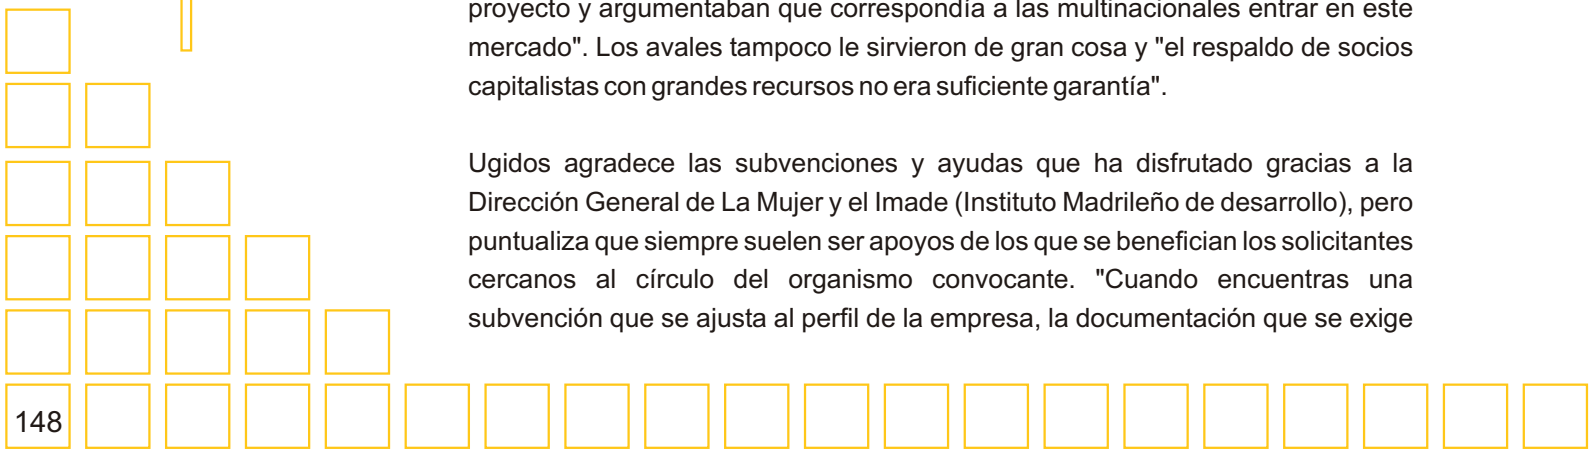 proyecto y argumentaban que correspondía a las multinacionales entrar en este
mercado". Los avales tampoco le sirvieron de gran cosa y "el respaldo de socios
capitalistas con grandes recursos no era suficiente garantía".
Ugidos agradece las subvenciones y ayudas que ha disfrutado gracias a la
Dirección General de La Mujer y el Imade (Instituto Madrileño de desarrollo), pero
puntualiza que siempre suelen ser apoyos de los que se benefician los solicitantes
cercanos al círculo del organismo convocante. "Cuando encuentras una
subvención que se ajusta al perfil de la empresa, la documentación que se exige
148